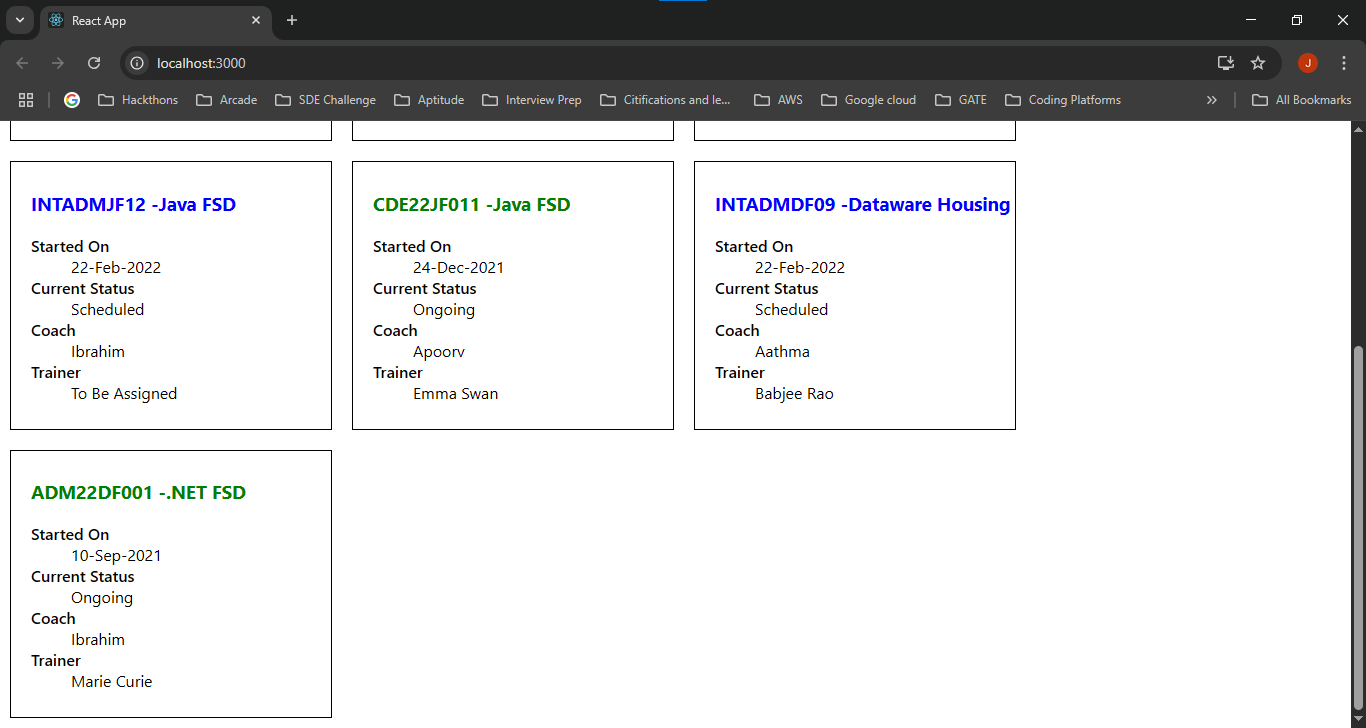 React App
localhost:3000
J
Hackthons Arcade SDE Challenge Aptitude Interview Prep Citifications and le... AWS Google cloud GATE Coding Platforms All Bookmarks
INTADMJF12 -Java FSD
Started On
22-Feb-2022
Current Status
Scheduled
Coach
Ibrahim
Trainer
To Be Assigned
CDE22JF011 -Java FSD
Started On
24-Dec-2021
Current Status
Ongoing
Coach
Apoorv
Trainer
Emma Swan
INTADMDF09 -Dataware Housing
Started On
22-Feb-2022
Current Status
Scheduled
Coach
Aathma
Trainer
Babjee Rao
ADM22DF001 -.NET FSD
Started On
10-Sep-2021
Current Status
Ongoing
Coach
Ibrahim
Trainer
Marie Curie